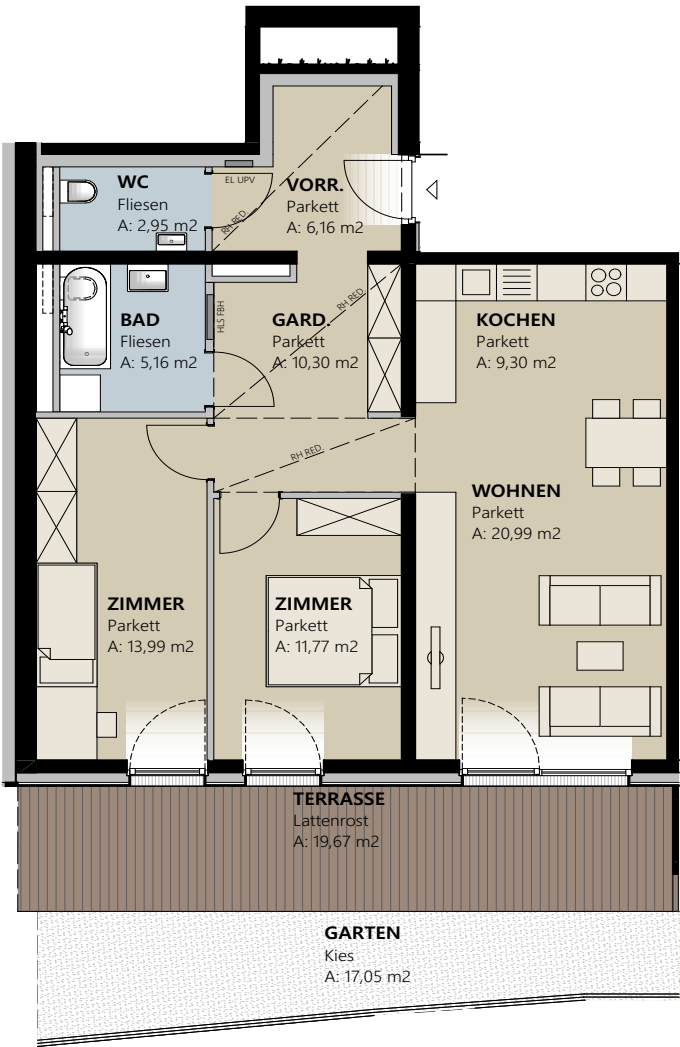 WC
Fliesen
A: 2,95 m2
EL UPV
RH RED.
VORR.
Parkett
A: 6,16 m2
BAD
Fliesen
A: 5,16 m2
HLS FBH
GARD.
Parkett
A: 10,30 m2
RH RED.
KOCHEN
Parkett
A: 9,30 m2
RH RED.
WOHNEN
Parkett
A: 20,99 m2
ZIMMER
Parkett
A: 13,99 m2
ZIMMER
Parkett
A: 11,77 m2
TERRASSE
Lattenrost
A: 19,67 m2
GARTEN
Kies
A: 17,05 m2